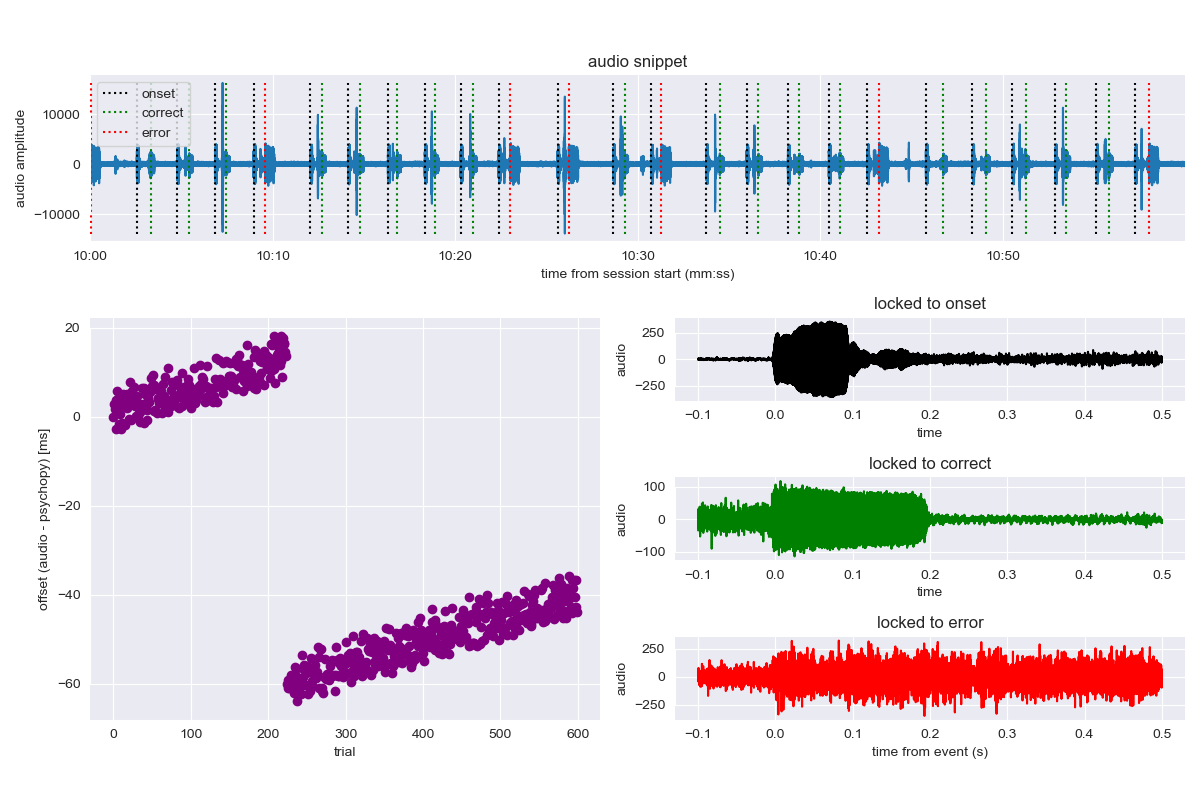 audio snippet
audio amplitude
10000
0
−10000
onset
correct
error
10:00 10:10 10:20 10:30 10:40 10:50
time from session start (mm:ss)
offset (audio - psychopy) [ms]
20
0
−20
−40
−60
0 100 200 300 400 500 600
trial
locked to onset
audio
250
0
−250
−0.1 0.0 0.1 0.2 0.3 0.4 0.5
time
locked to correct
audio
100
0
−100
−0.1 0.0 0.1 0.2 0.3 0.4 0.5
time
locked to error
audio
250
0
−250
−0.1 0.0 0.1 0.2 0.3 0.4 0.5
time from event (s)